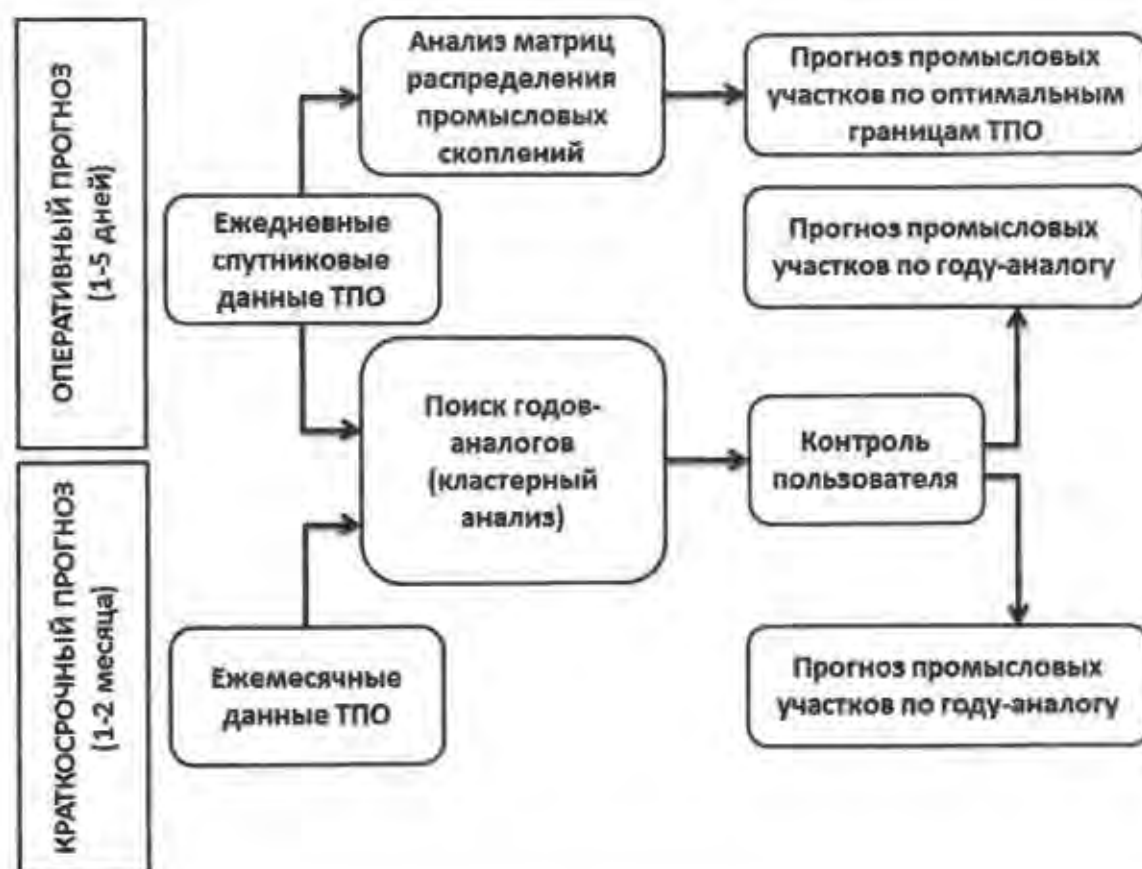 ОПЕРАТИВНЫЙ ПРОГНОЗ
(1-5 дней)
Анализ матриц
распределения
промысловых
скоплений
Прогноз промысловых
участков по оптимальным
границам ТПО
Ежедневные
спутниковые
данные ТПО
Прогноз промысловых
участков по году-аналогу
Поиск годов-
аналогов
(кластерный
анализ)
Контроль
пользователя
КРАТКОСРОЧНЫЙ ПРОГНОЗ
(1-2 месяца)
Ежемесячные
данные ТПО
Прогноз промысловых
участков по году-аналогу